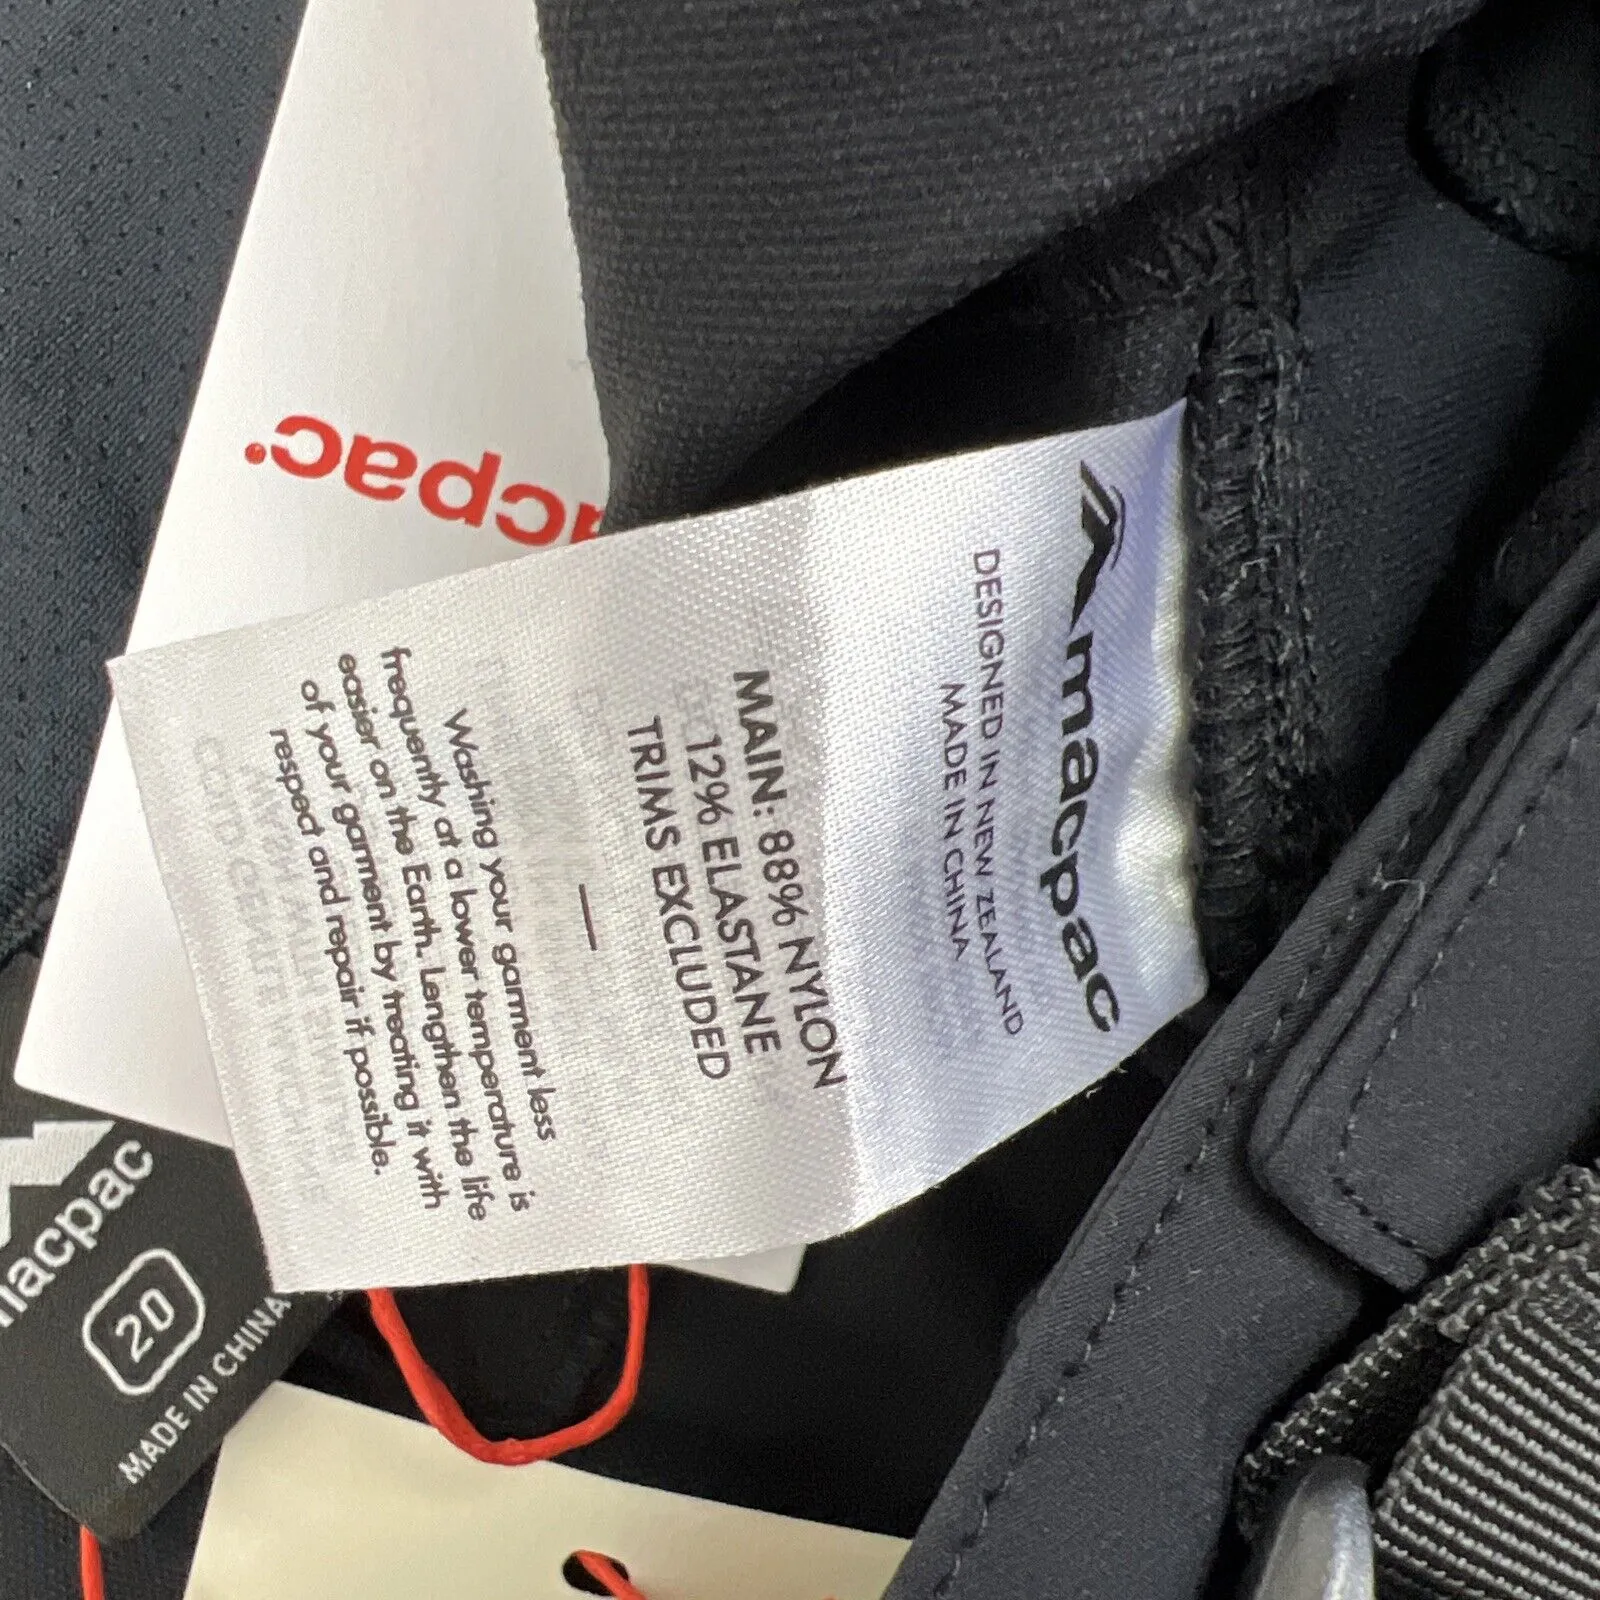 macpac
DESIGNED IN NEW ZEALAND
MADE IN CHINA
MAIN: 88% NYLON
12% ELASTANE
TRIMS EXCLUDED
Washing your garment less
frequently at a lower temperature is
easier on the Earth. Lengthen the life
of your garment by treating it with
respect and repair if possible.
acpac
macpac
20
MADE IN CHINA